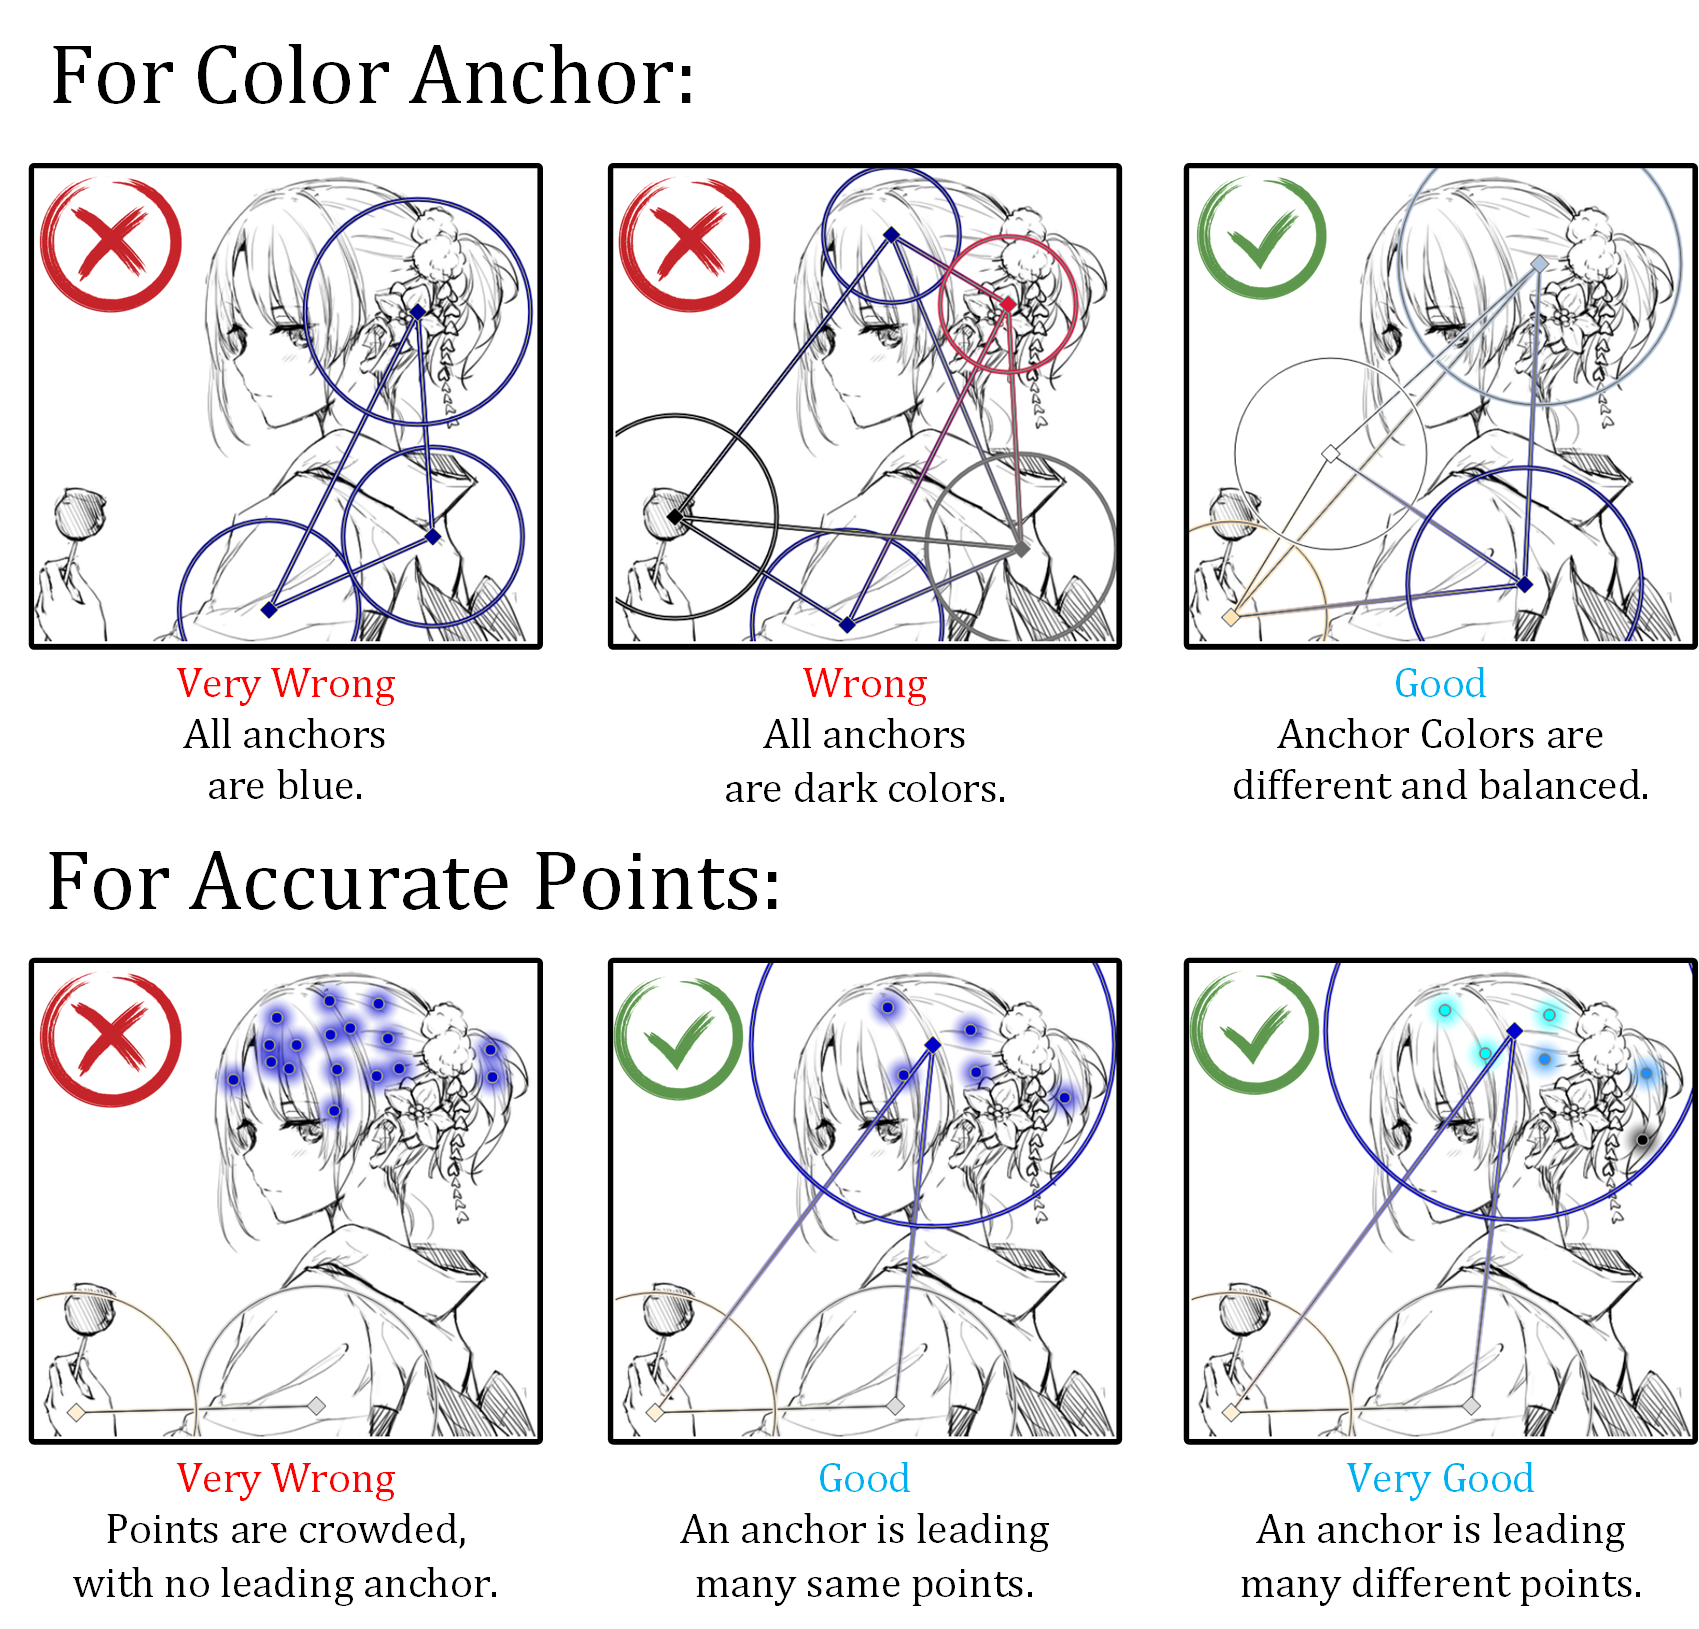 For Color Anchor:
Very Wrong
All anchors
are blue.
Wrong
All anchors
are dark colors.
Good
Anchor Colors are
different and balanced.
For Accurate Points:
Very Wrong
Points are crowded,
with no leading anchor.
Good
An anchor is leading
many same points.
Very Good
An anchor is leading
many different points.